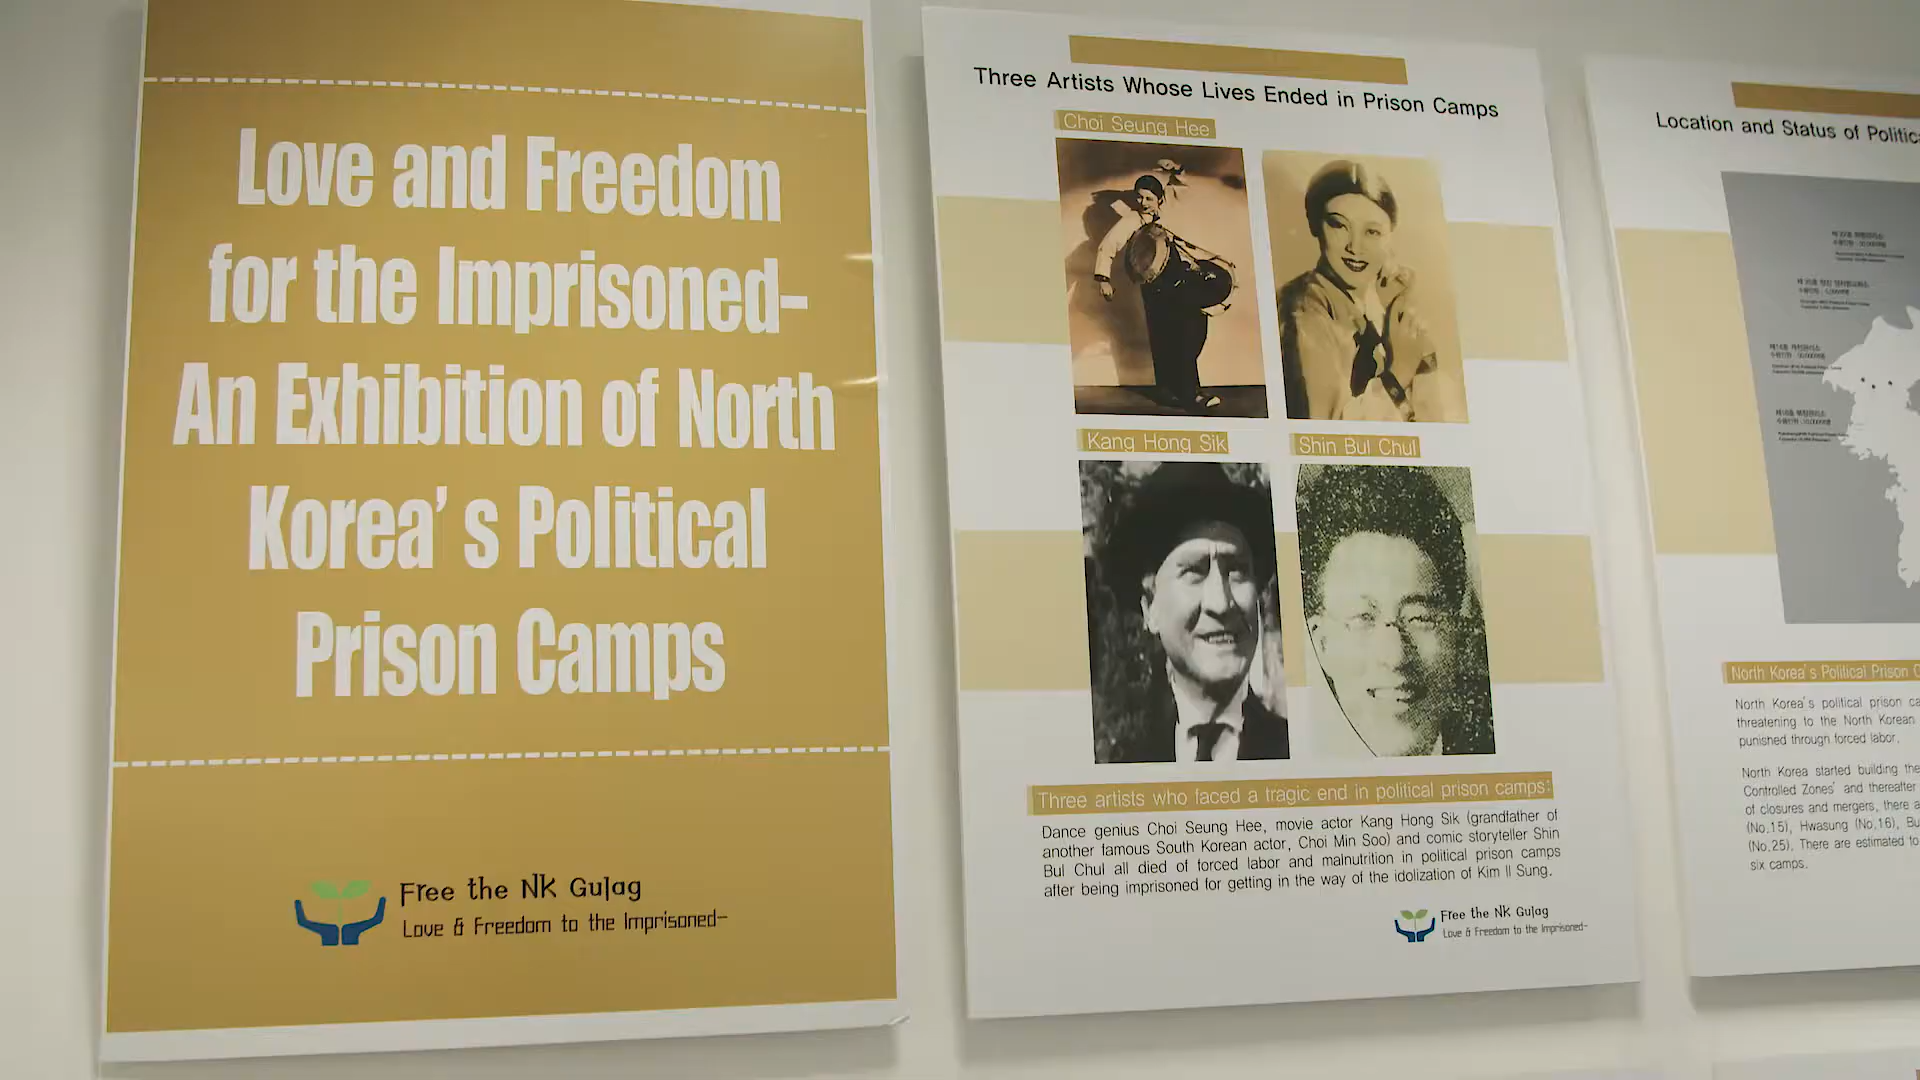 Love and Freedom
for the Imprisoned-
An Exhibition of North
Korea's Political
Prison Camps
Free the NK Gulag
Love & Freedom to the Imprisoned-
Three Artists Whose Lives Ended in Prison Camps
Choi Seung Hee
Kang Hong Sik
Shin Bul Chul
Three artists who faced a tragic end in political prison camps:
Dance genius Choi Seung Hee, movie actor Kang Hong Sik (grandfather of
another famous South Korean actor, Choi Min Soo) and comic storyteller Shin
Bul Chul all died of forced labor and malnutrition in political prison camps
after being imprisoned for getting in the way of the idolization of Kim Il Sung.
Free the NK Gulag
Love & Freedom to the Imprisoned-
Location and Status of Politic
North Korea's Political Prison C
North Korea's political prison ca
threatening to the North Korean
punished through forced labor.
North Korea started building the
Controlled Zones' and thereafter
of closures and mergers, there a
(No.15), Hwasung (No.16), Bu
(No.25). There are estimated to
six camps.